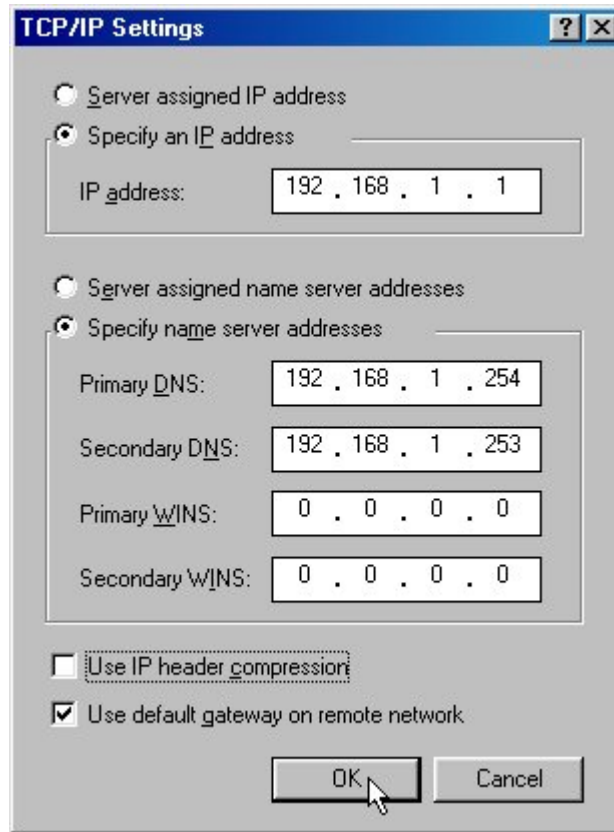 TCP/IP Settings
Server assigned IP address
Specify an IP address
IP address: 192 . 168 . 1 . 1
Server assigned name server addresses
Specify name server addresses
Primary DNS: 192 . 168 . 1 . 254
Secondary DNS: 192 . 168 . 1 . 253
Primary WINS: 0 . 0 . 0 . 0
Secondary WINS: 0 . 0 . 0 . 0
Use IP header compression
Use default gateway on remote network
OK Cancel